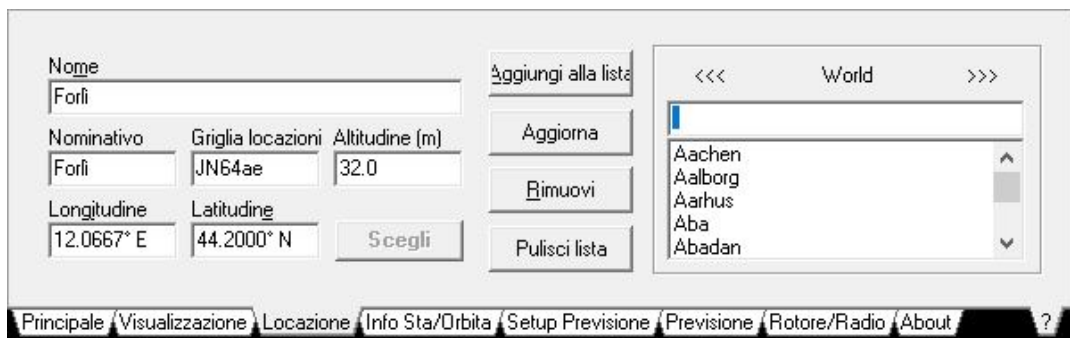 Nome
Forlì
Nominativo Griglia locazioni Altitudine (m)
Forlì JN64ae 32.0
Longitudine Latitudine
12.0667° E 44.2000° N Scegli
Aggiungi alla lista
Aggiorna
Rimuovi
Pulisci lista
<<< World >>>
Aachen
Aalborg
Aarhus
Aba
Abadan
Principale Visualizzazione Locazione Info Sta/Orbita Setup Previsione Previsione Rotore/Radio About ?